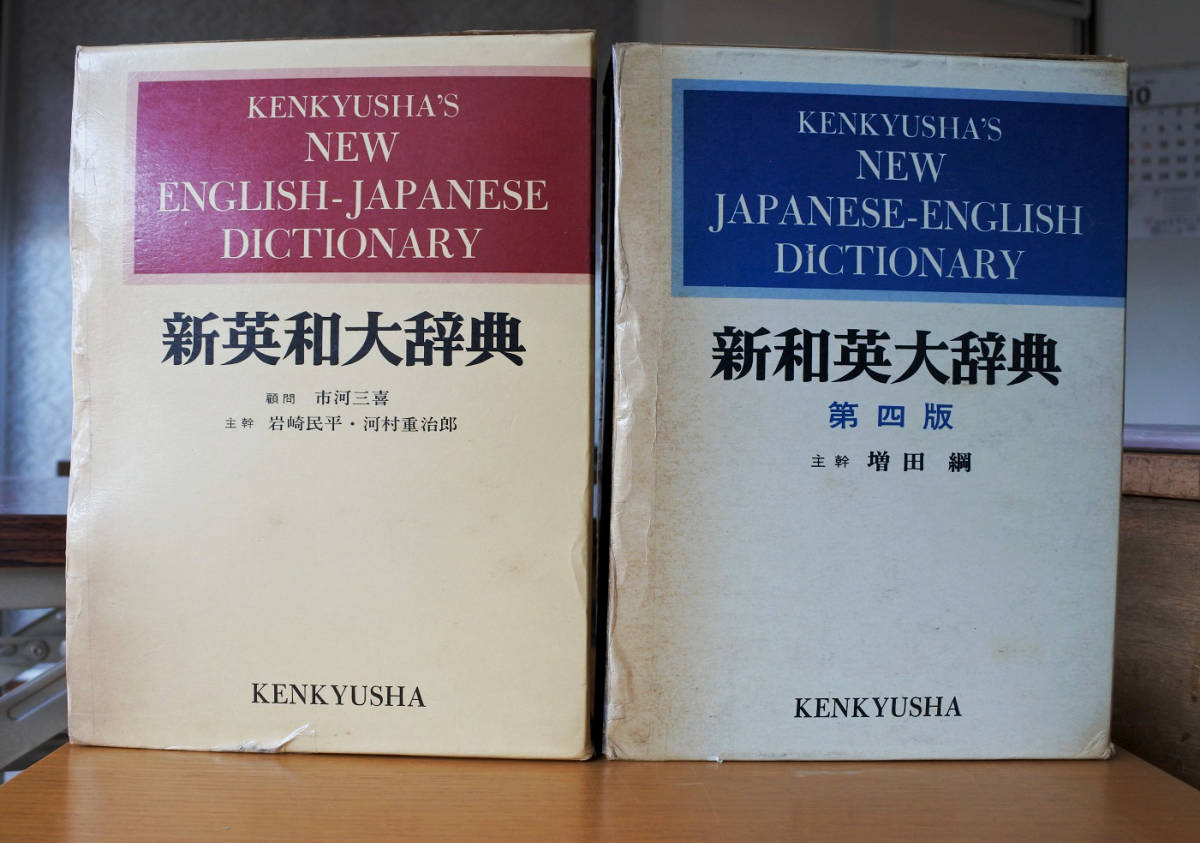 KENKYUSHA'S
NEW
ENGLISH-JAPANESE
DICTIONARY
新英和大辞典
顧問 市河三喜
主幹 岩崎民平・河村重治郎
KENKYUSHA
KENKYUSHA'S
NEW
JAPANESE-ENGLISH
DICTIONARY
新和英大辞典
第四版
主幹 増田 綱
KENKYUSHA
10